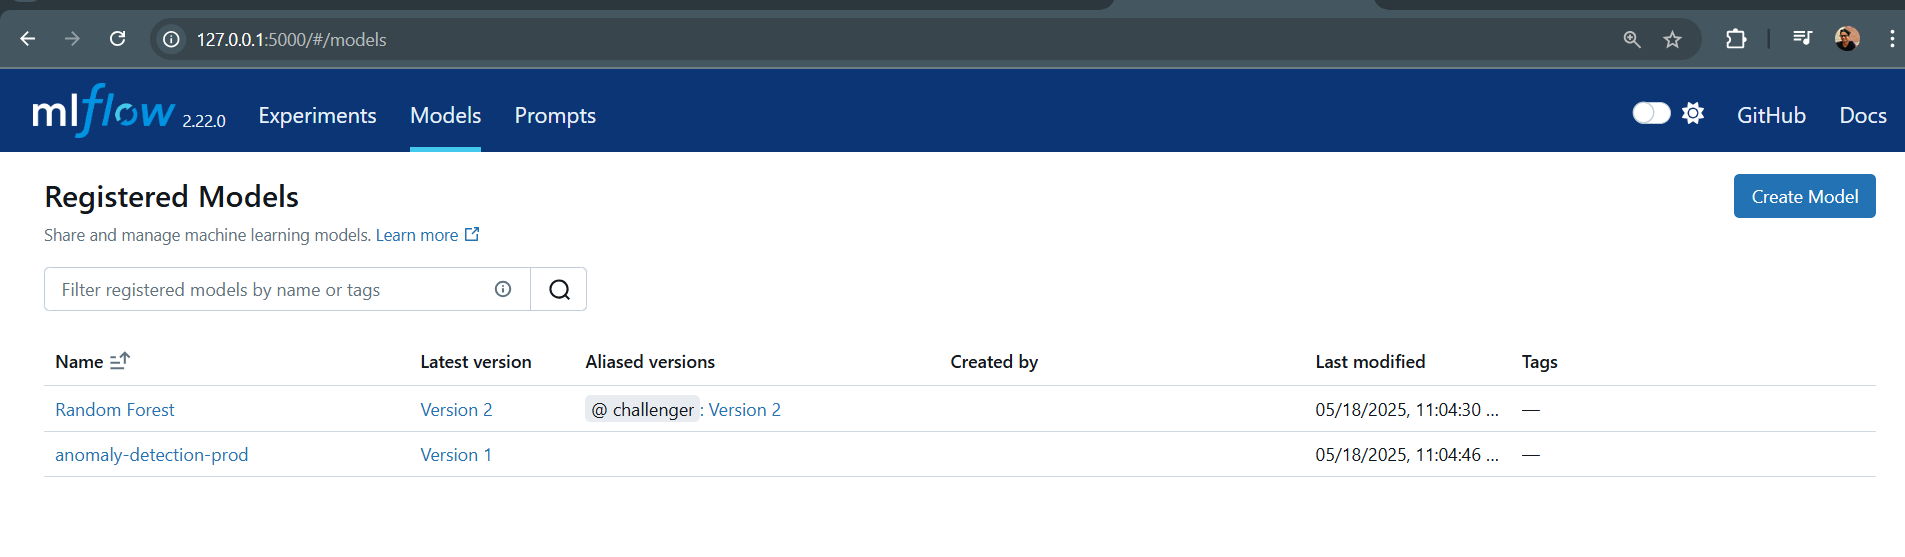 127.0.0.1:5000/#/models
mlflow 2.22.0 Experiments Models Prompts GitHub Docs
Registered Models
Create Model
Share and manage machine learning models. Learn more
Filter registered models by name or tags
Name Latest version Aliased versions Created by Last modified Tags
Random Forest Version 2 @ challenger : Version 2 05/18/2025, 11:04:30 ... —
anomaly-detection-prod Version 1 05/18/2025, 11:04:46 ... —